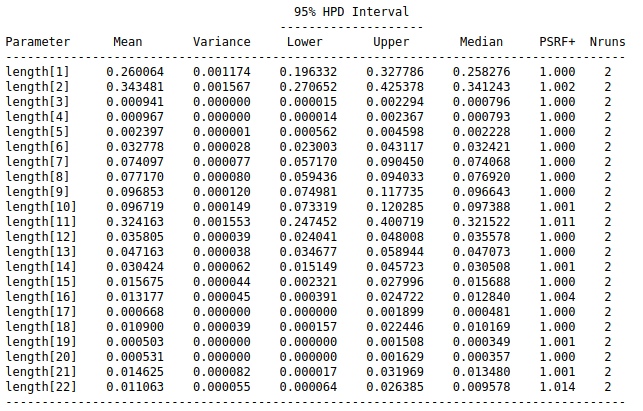 95% HPD Interval
--------------------
Parameter Mean Variance Lower Upper Median PSRF+ Nruns
------------------------------------------------------------------------------------------
length[1] 0.260064 0.001174 0.196332 0.327786 0.258276 1.000 2
length[2] 0.343481 0.001567 0.270652 0.425378 0.341243 1.002 2
length[3] 0.000941 0.000000 0.000015 0.002294 0.000796 1.000 2
length[4] 0.000967 0.000000 0.000014 0.002367 0.000793 1.000 2
length[5] 0.002397 0.000001 0.000562 0.004598 0.002228 1.000 2
length[6] 0.032778 0.000028 0.023003 0.043117 0.032421 1.000 2
length[7] 0.074097 0.000077 0.057170 0.090450 0.074068 1.000 2
length[8] 0.077170 0.000080 0.059436 0.094033 0.076920 1.000 2
length[9] 0.096853 0.000120 0.074981 0.117735 0.096643 1.000 2
length[10] 0.096719 0.000149 0.073319 0.120285 0.097388 1.001 2
length[11] 0.324163 0.001553 0.247452 0.400719 0.321522 1.011 2
length[12] 0.035805 0.000039 0.024041 0.048008 0.035578 1.000 2
length[13] 0.047163 0.000038 0.034677 0.058944 0.047073 1.000 2
length[14] 0.030424 0.000062 0.015149 0.045723 0.030508 1.001 2
length[15] 0.015675 0.000044 0.002321 0.027996 0.015688 1.000 2
length[16] 0.013177 0.000045 0.000391 0.024722 0.012840 1.004 2
length[17] 0.000668 0.000000 0.000000 0.001899 0.000481 1.000 2
length[18] 0.010900 0.000039 0.000157 0.022446 0.010169 1.000 2
length[19] 0.000503 0.000000 0.000000 0.001508 0.000349 1.001 2
length[20] 0.000531 0.000000 0.000000 0.001629 0.000357 1.000 2
length[21] 0.014625 0.000082 0.000017 0.031969 0.013480 1.001 2
length[22] 0.011063 0.000055 0.000064 0.026385 0.009578 1.014 2
------------------------------------------------------------------------------------------